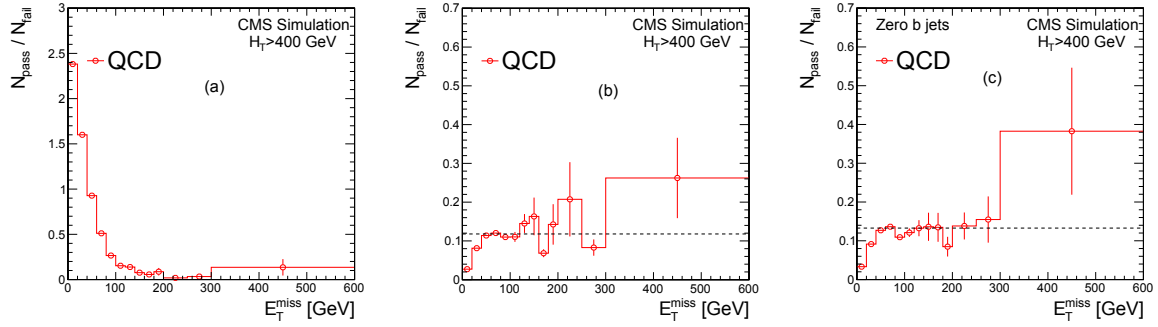 N_pass / N_fail
3
2.5
2
1.5
1
0.5
0
CMS Simulation
H_T>400 GeV
QCD
(a)
0 100 200 300 400 500 600
E_T^miss [GeV]
N_pass / N_fail
0.7
0.6
0.5
0.4
0.3
0.2
0.1
0
CMS Simulation
H_T>400 GeV
QCD
(b)
0 100 200 300 400 500 600
E_T^miss [GeV]
N_pass / N_fail
0.7
0.6
0.5
0.4
0.3
0.2
0.1
0
Zero b jets CMS Simulation
H_T>400 GeV
QCD
(c)
0 100 200 300 400 500 600
E_T^miss [GeV]